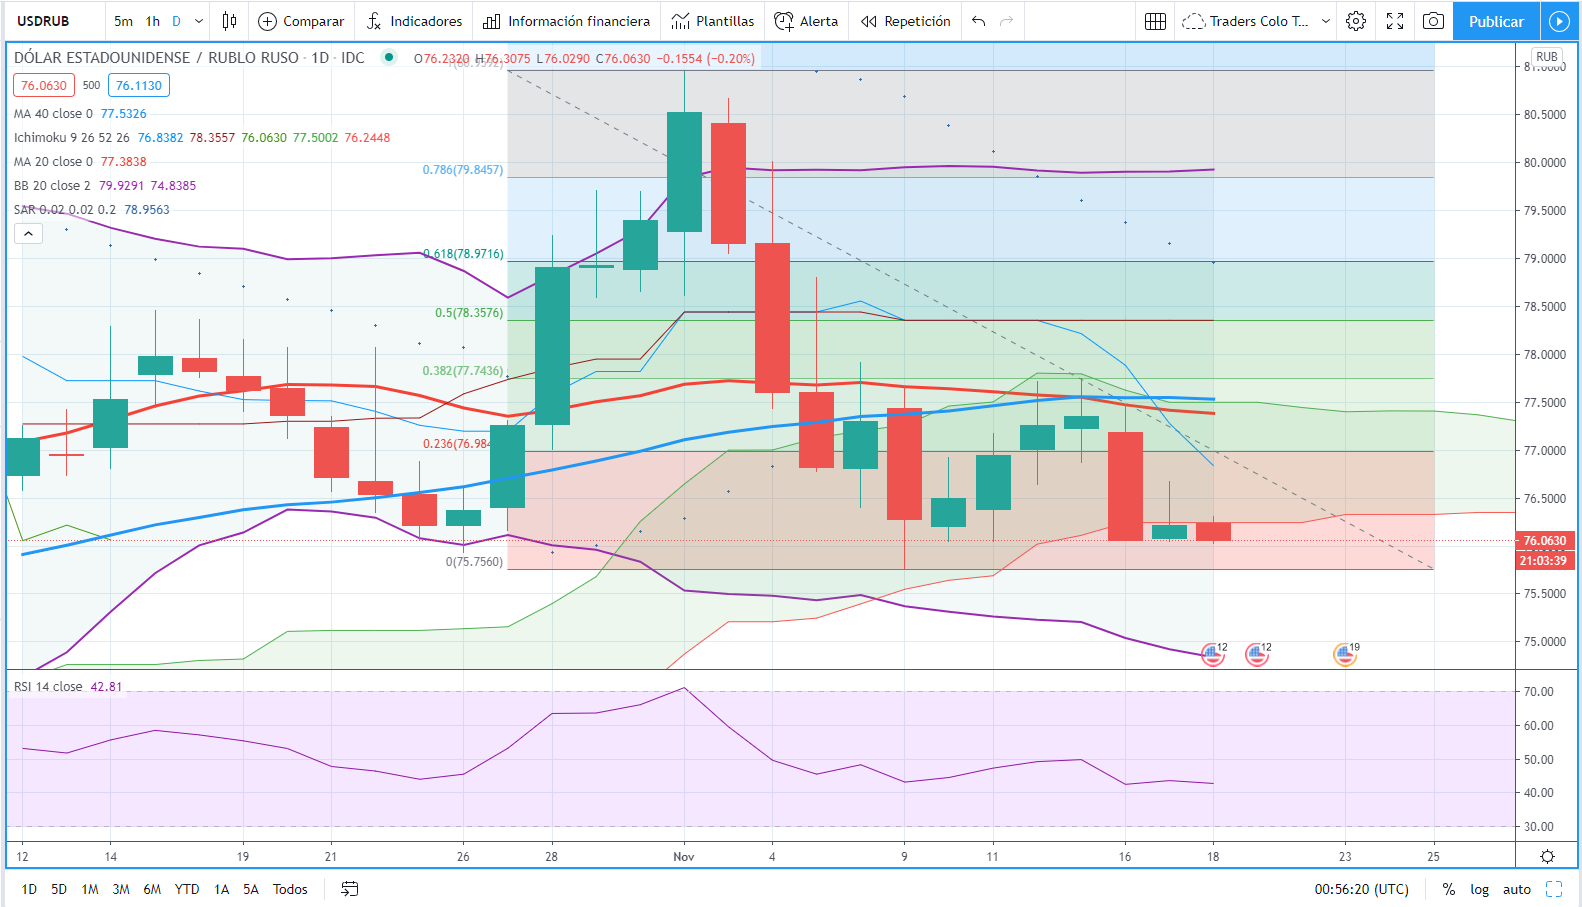 USDRUB 5m 1h D Comparar Indicadores Información financiera Plantillas Alerta Repetición Traders Colo T... Publicar
DÓLAR ESTADOUNIDENSE / RUBLO RUSO · 1D · IDC O76.2320 H76.3075 L76.0290 C76.0630 −0.1554 (−0.20%)
RUB
76.0630 500 76.1130
MA 40 close 0 77.5326
Ichimoku 9 26 52 26 76.8382 78.3557 76.0630 77.5002 76.2448
MA 20 close 0 77.3838
BB 20 close 2 79.9291 74.8385
SAR 0.02 0.02 0.2 78.9563
0.786(79.8457)
0.618(78.9716)
0.5(78.3576)
0.382(77.7436)
0.236(76.984
0(75.7560)
81.0000
80.5000
80.0000
79.5000
79.0000
78.5000
78.0000
77.5000
77.0000
76.5000
76.0630
21:03:39
75.5000
75.0000
12 12 19
RSI 14 close 42.81
70.00
60.00
50.00
40.00
30.00
12 14 19 21 26 28 Nov 4 9 11 16 18 23 25
1D 5D 1M 3M 6M YTD 1A 5A Todos 00:56:20 (UTC) % log auto